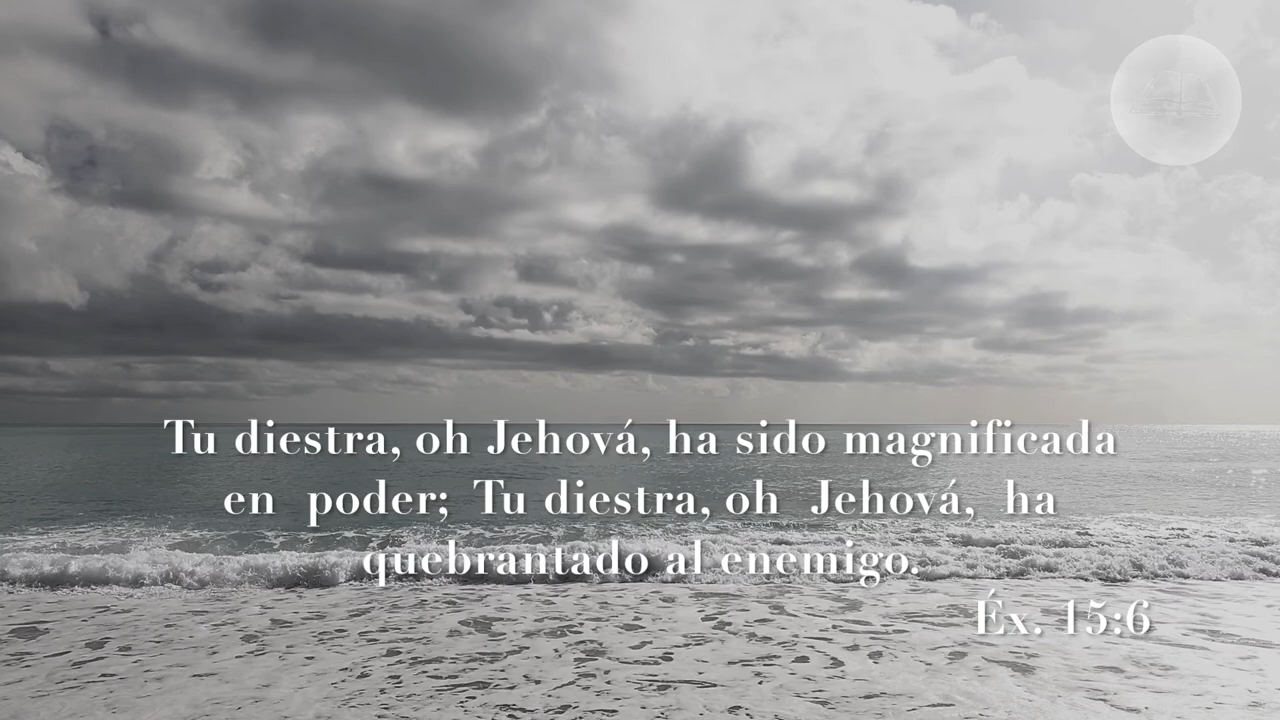 Tu diestra, oh Jehová, ha sido magnificada
en poder; Tu diestra, oh Jehová, ha
quebrantado al enemigo.
Éx. 15:6